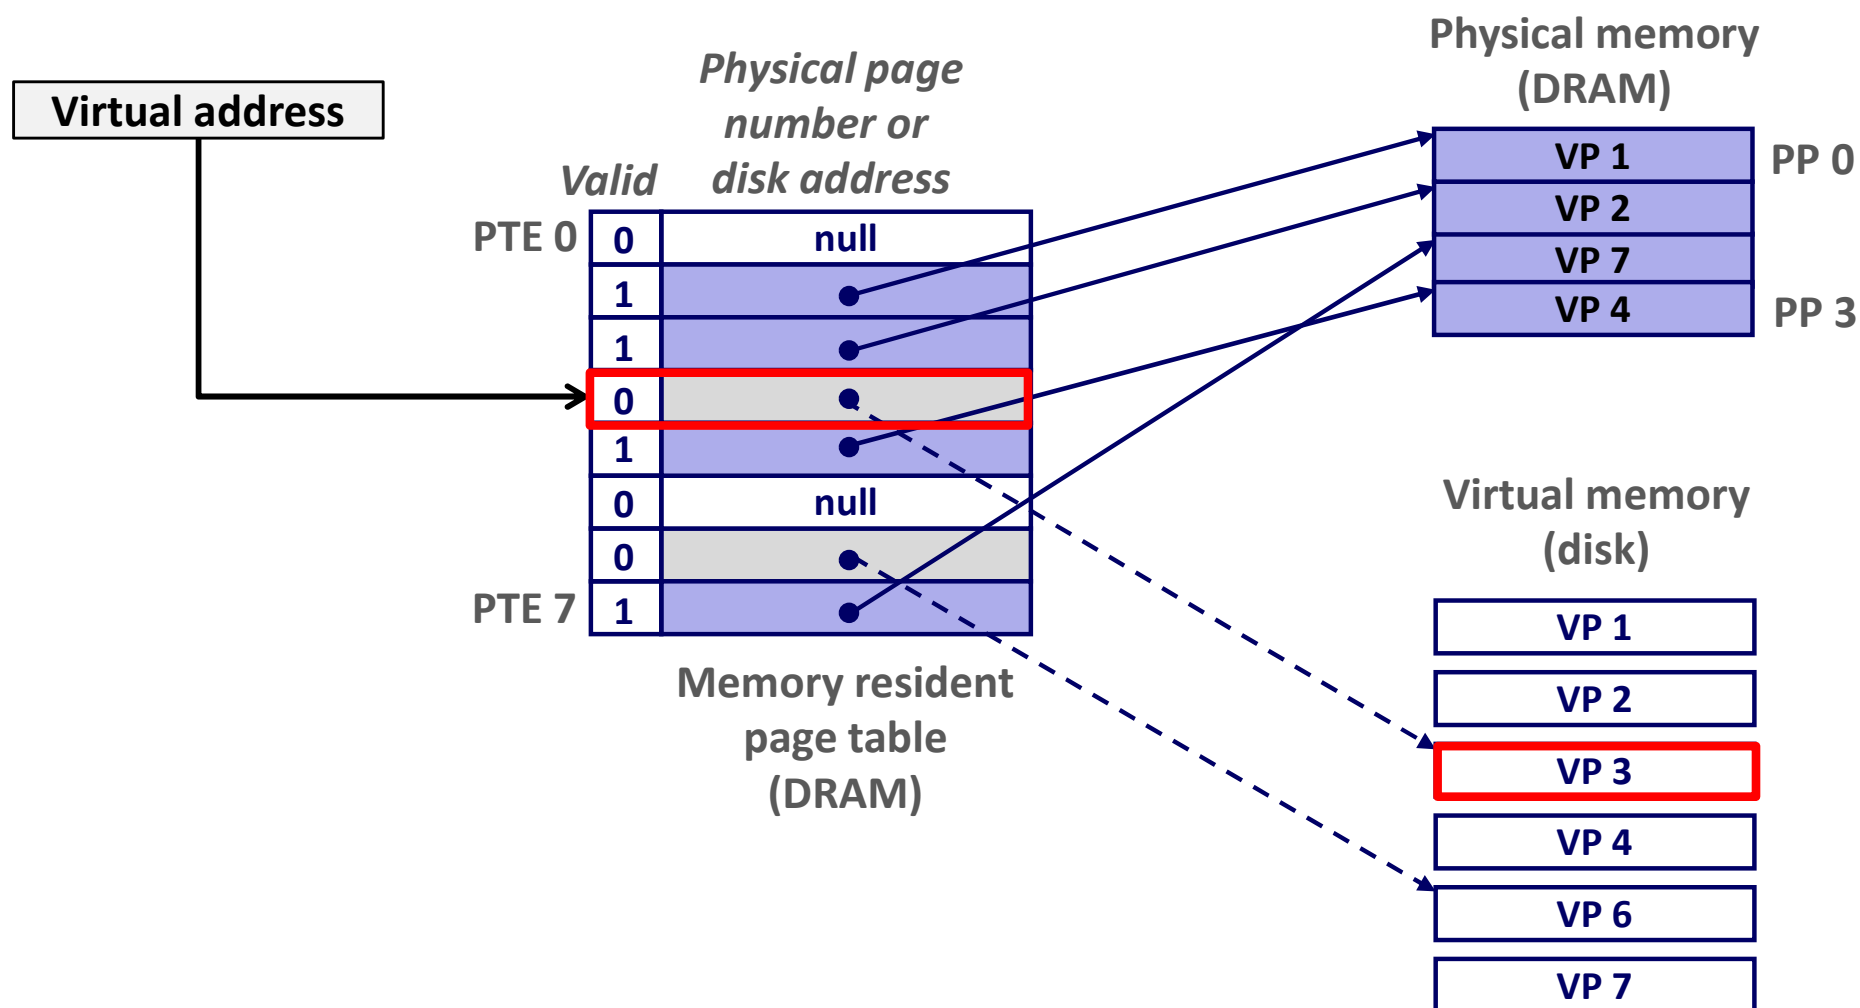 Virtual address
Physical page
number or
disk address
Valid
PTE 0
0
null
1
1
0
1
0
null
0
PTE 7
1
Memory resident
page table
(DRAM)
Physical memory
(DRAM)
VP 1
PP 0
VP 2
VP 7
VP 4
PP 3
Virtual memory
(disk)
VP 1
VP 2
VP 3
VP 4
VP 6
VP 7